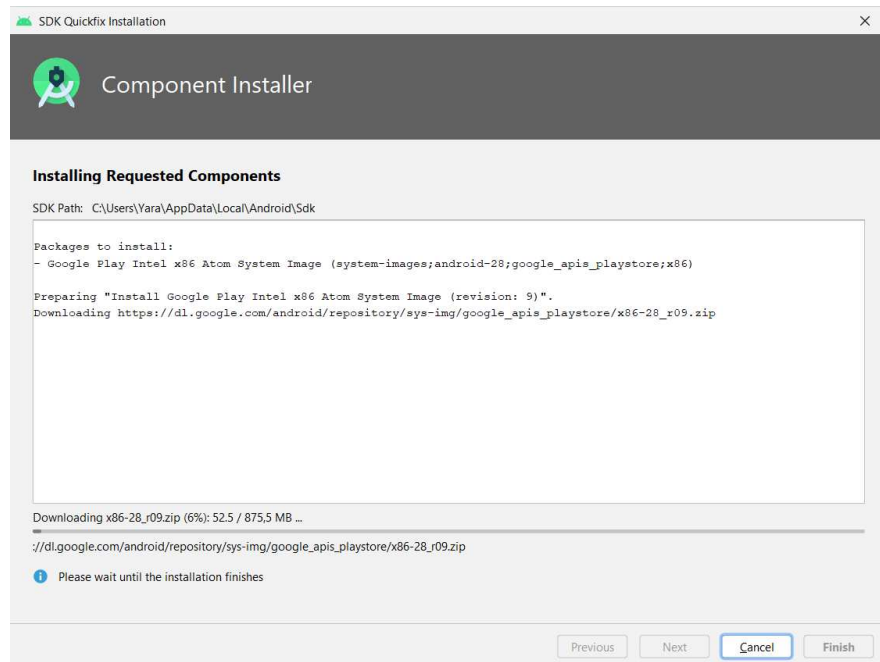 SDK Quickfix Installation
Component Installer
Installing Requested Components
SDK Path: C:\Users\Yara\AppData\Local\Android\Sdk
Packages to install:
- Google Play Intel x86 Atom System Image (system-images;android-28;google_apis_playstore;x86)
Preparing "Install Google Play Intel x86 Atom System Image (revision: 9)".
Downloading https://dl.google.com/android/repository/sys-img/google_apis_playstore/x86-28_r09.zip
Downloading x86-28_r09.zip (6%): 52.5 / 875,5 MB ...
://dl.google.com/android/repository/sys-img/google_apis_playstore/x86-28_r09.zip
Please wait until the installation finishes
Previous Next Cancel Finish